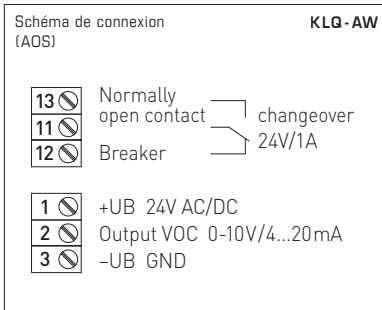 Schéma de connexion KLQ-AW
(AOS)
13 Normally
11 open contact changeover
24V/1A
12 Breaker
1 +UB 24V AC/DC
2 Output VOC 0-10V/4...20mA
3 –UB GND